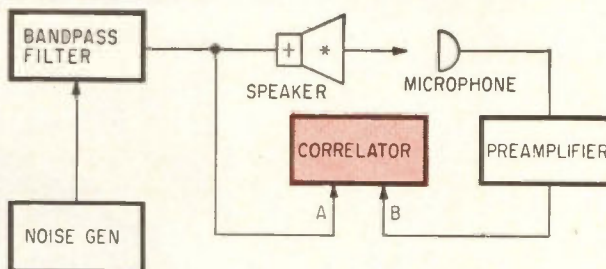 BANDPASS
FILTER
+
*
SPEAKER
MICROPHONE
CORRELATOR
PREAMPLIFIER
A
B
NOISE GEN